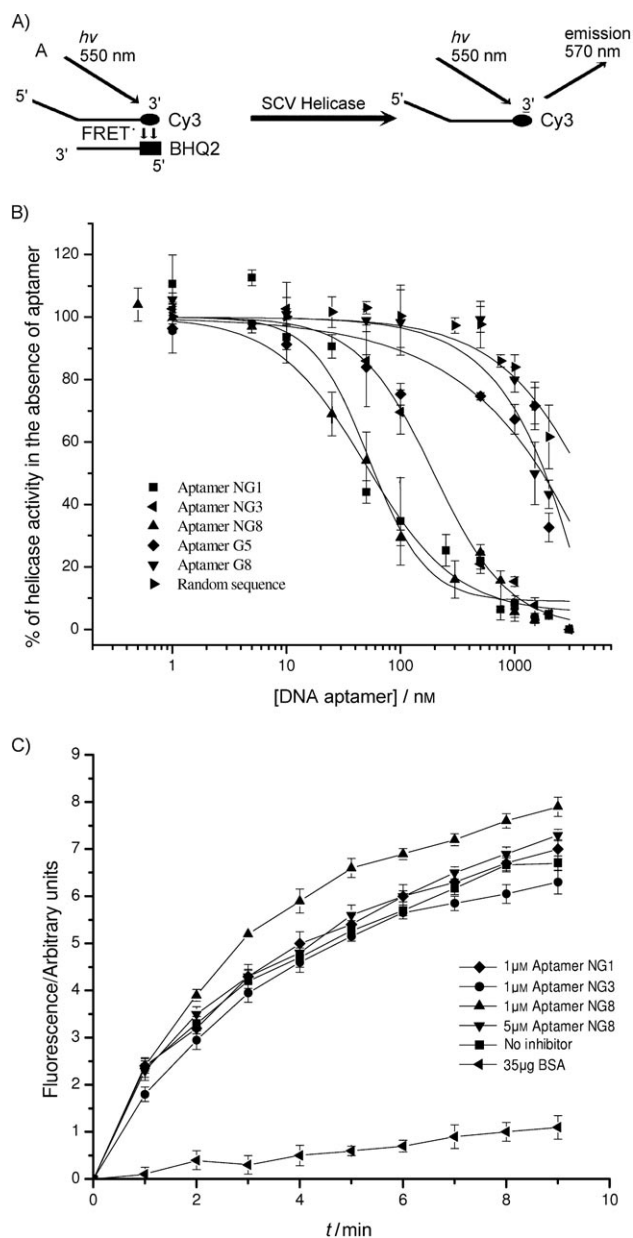 A)
A
hv
550 nm
5'
3'
Cy3
FRET
3'
BHQ2
5'
SCV Helicase
hv
550 nm
emission
570 nm
5'
3'
Cy3
B)
% of helicase activity in the absence of aptamer
120
100
80
60
40
20
0
Aptamer NG1
Aptamer NG3
Aptamer NG8
Aptamer G5
Aptamer G8
Random sequence
1
10
100
1000
[DNA aptamer] / nM
C)
Fluorescence/Arbitrary units
9
8
7
6
5
4
3
2
1
0
1µM Aptamer NG1
1µM Aptamer NG3
1µM Aptamer NG8
5µM Aptamer NG8
No inhibitor
35µg BSA
0
2
4
6
8
10
t/min